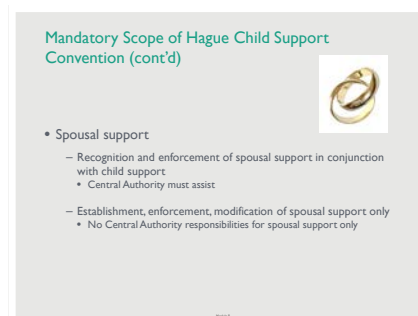 Mandatory Scope of Hague Child Support
Convention (cont'd)
• Spousal support
– Recognition and enforcement of spousal support in conjunction
with child support
• Central Authority must assist
– Establishment, enforcement, modification of spousal support only
• No Central Authority responsibilities for spousal support only